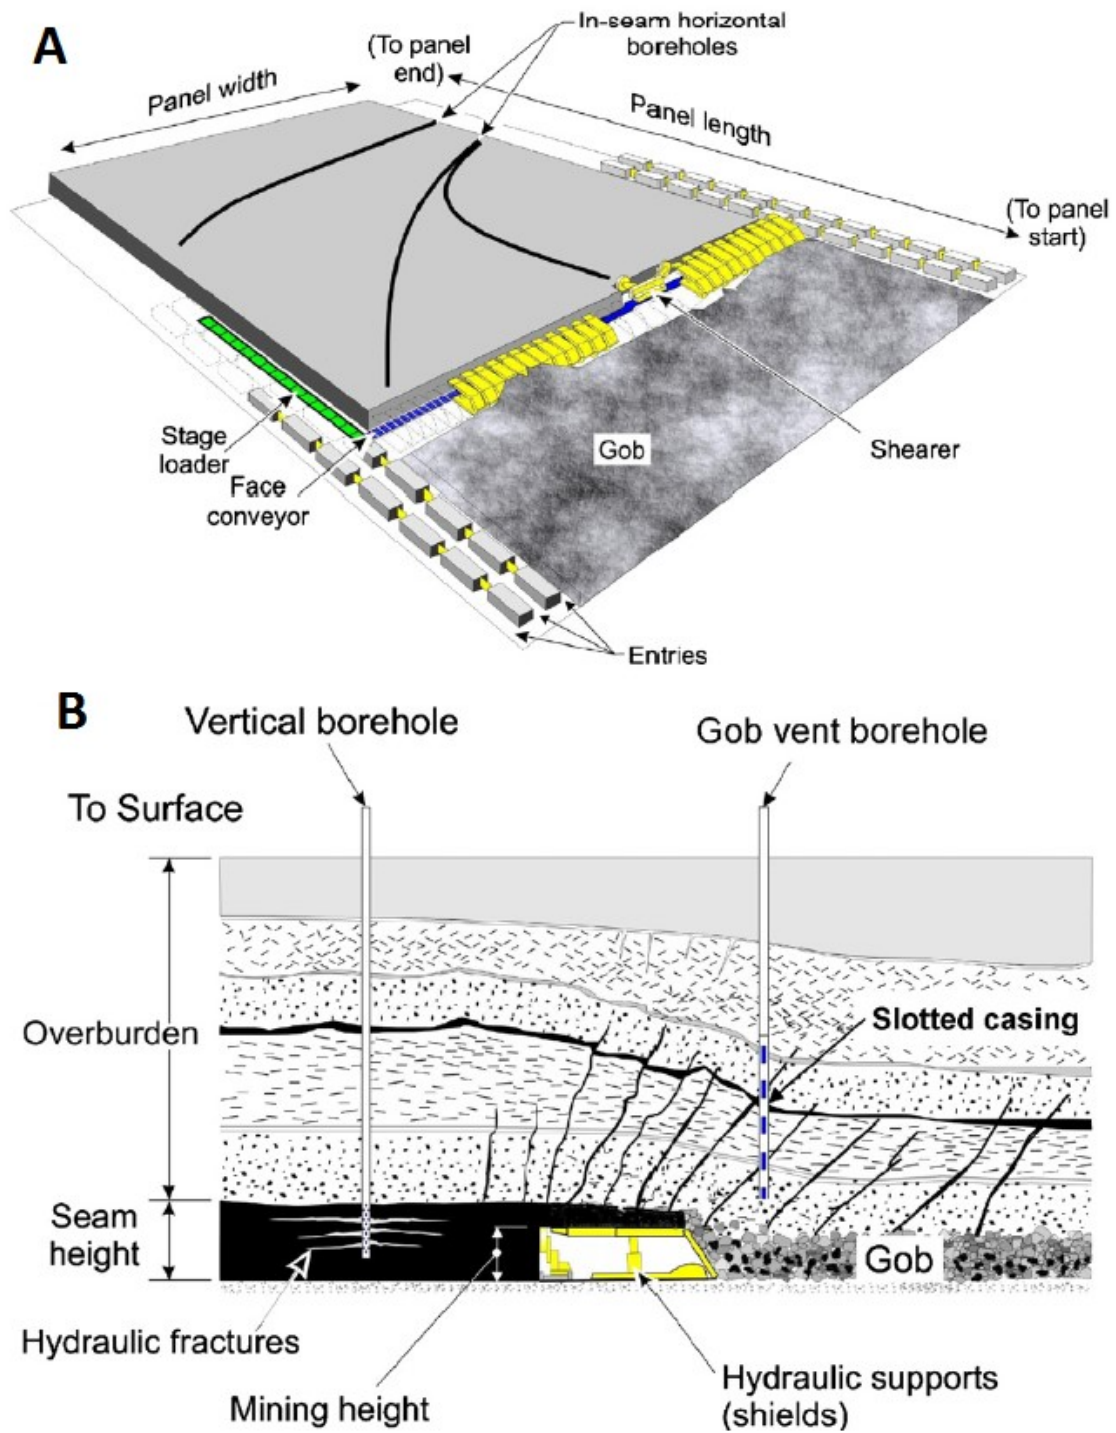 A
In-seam horizontal
boreholes
(To panel
end)
Panel width
Panel length
(To panel
start)
Stage
loader
Face
conveyor
Gob
Shearer
Entries
B
Vertical borehole
Gob vent borehole
To Surface
Overburden
Slotted casing
Seam
height
Gob
Hydraulic fractures
Mining height
Hydraulic supports
(shields)